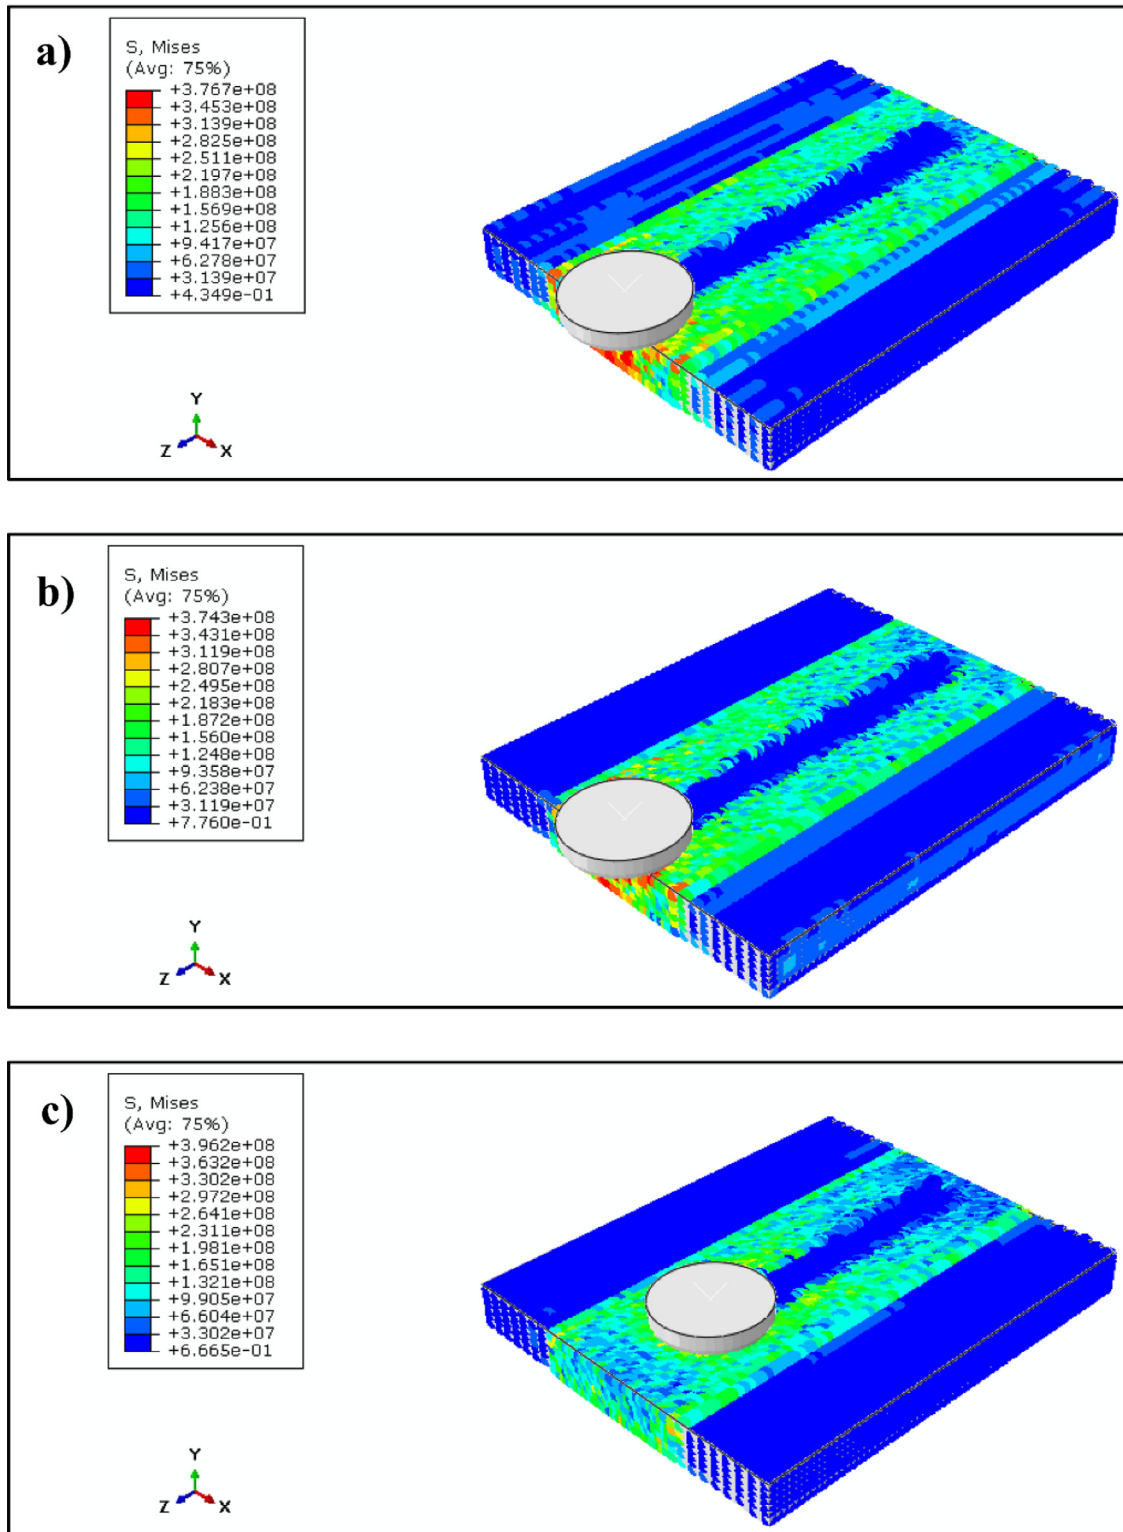 a)
S, Mises
(Avg: 75%)
+3.767e+08
+3.453e+08
+3.139e+08
+2.825e+08
+2.511e+08
+2.197e+08
+1.883e+08
+1.569e+08
+1.256e+08
+9.417e+07
+6.278e+07
+3.139e+07
+4.349e-01
Y
Z X
b)
S, Mises
(Avg: 75%)
+3.743e+08
+3.431e+08
+3.119e+08
+2.807e+08
+2.495e+08
+2.183e+08
+1.872e+08
+1.560e+08
+1.248e+08
+9.358e+07
+6.238e+07
+3.119e+07
+7.760e-01
Y
Z X
c)
S, Mises
(Avg: 75%)
+3.962e+08
+3.632e+08
+3.302e+08
+2.972e+08
+2.641e+08
+2.311e+08
+1.981e+08
+1.651e+08
+1.321e+08
+9.905e+07
+6.604e+07
+3.302e+07
+6.665e-01
Y
Z X